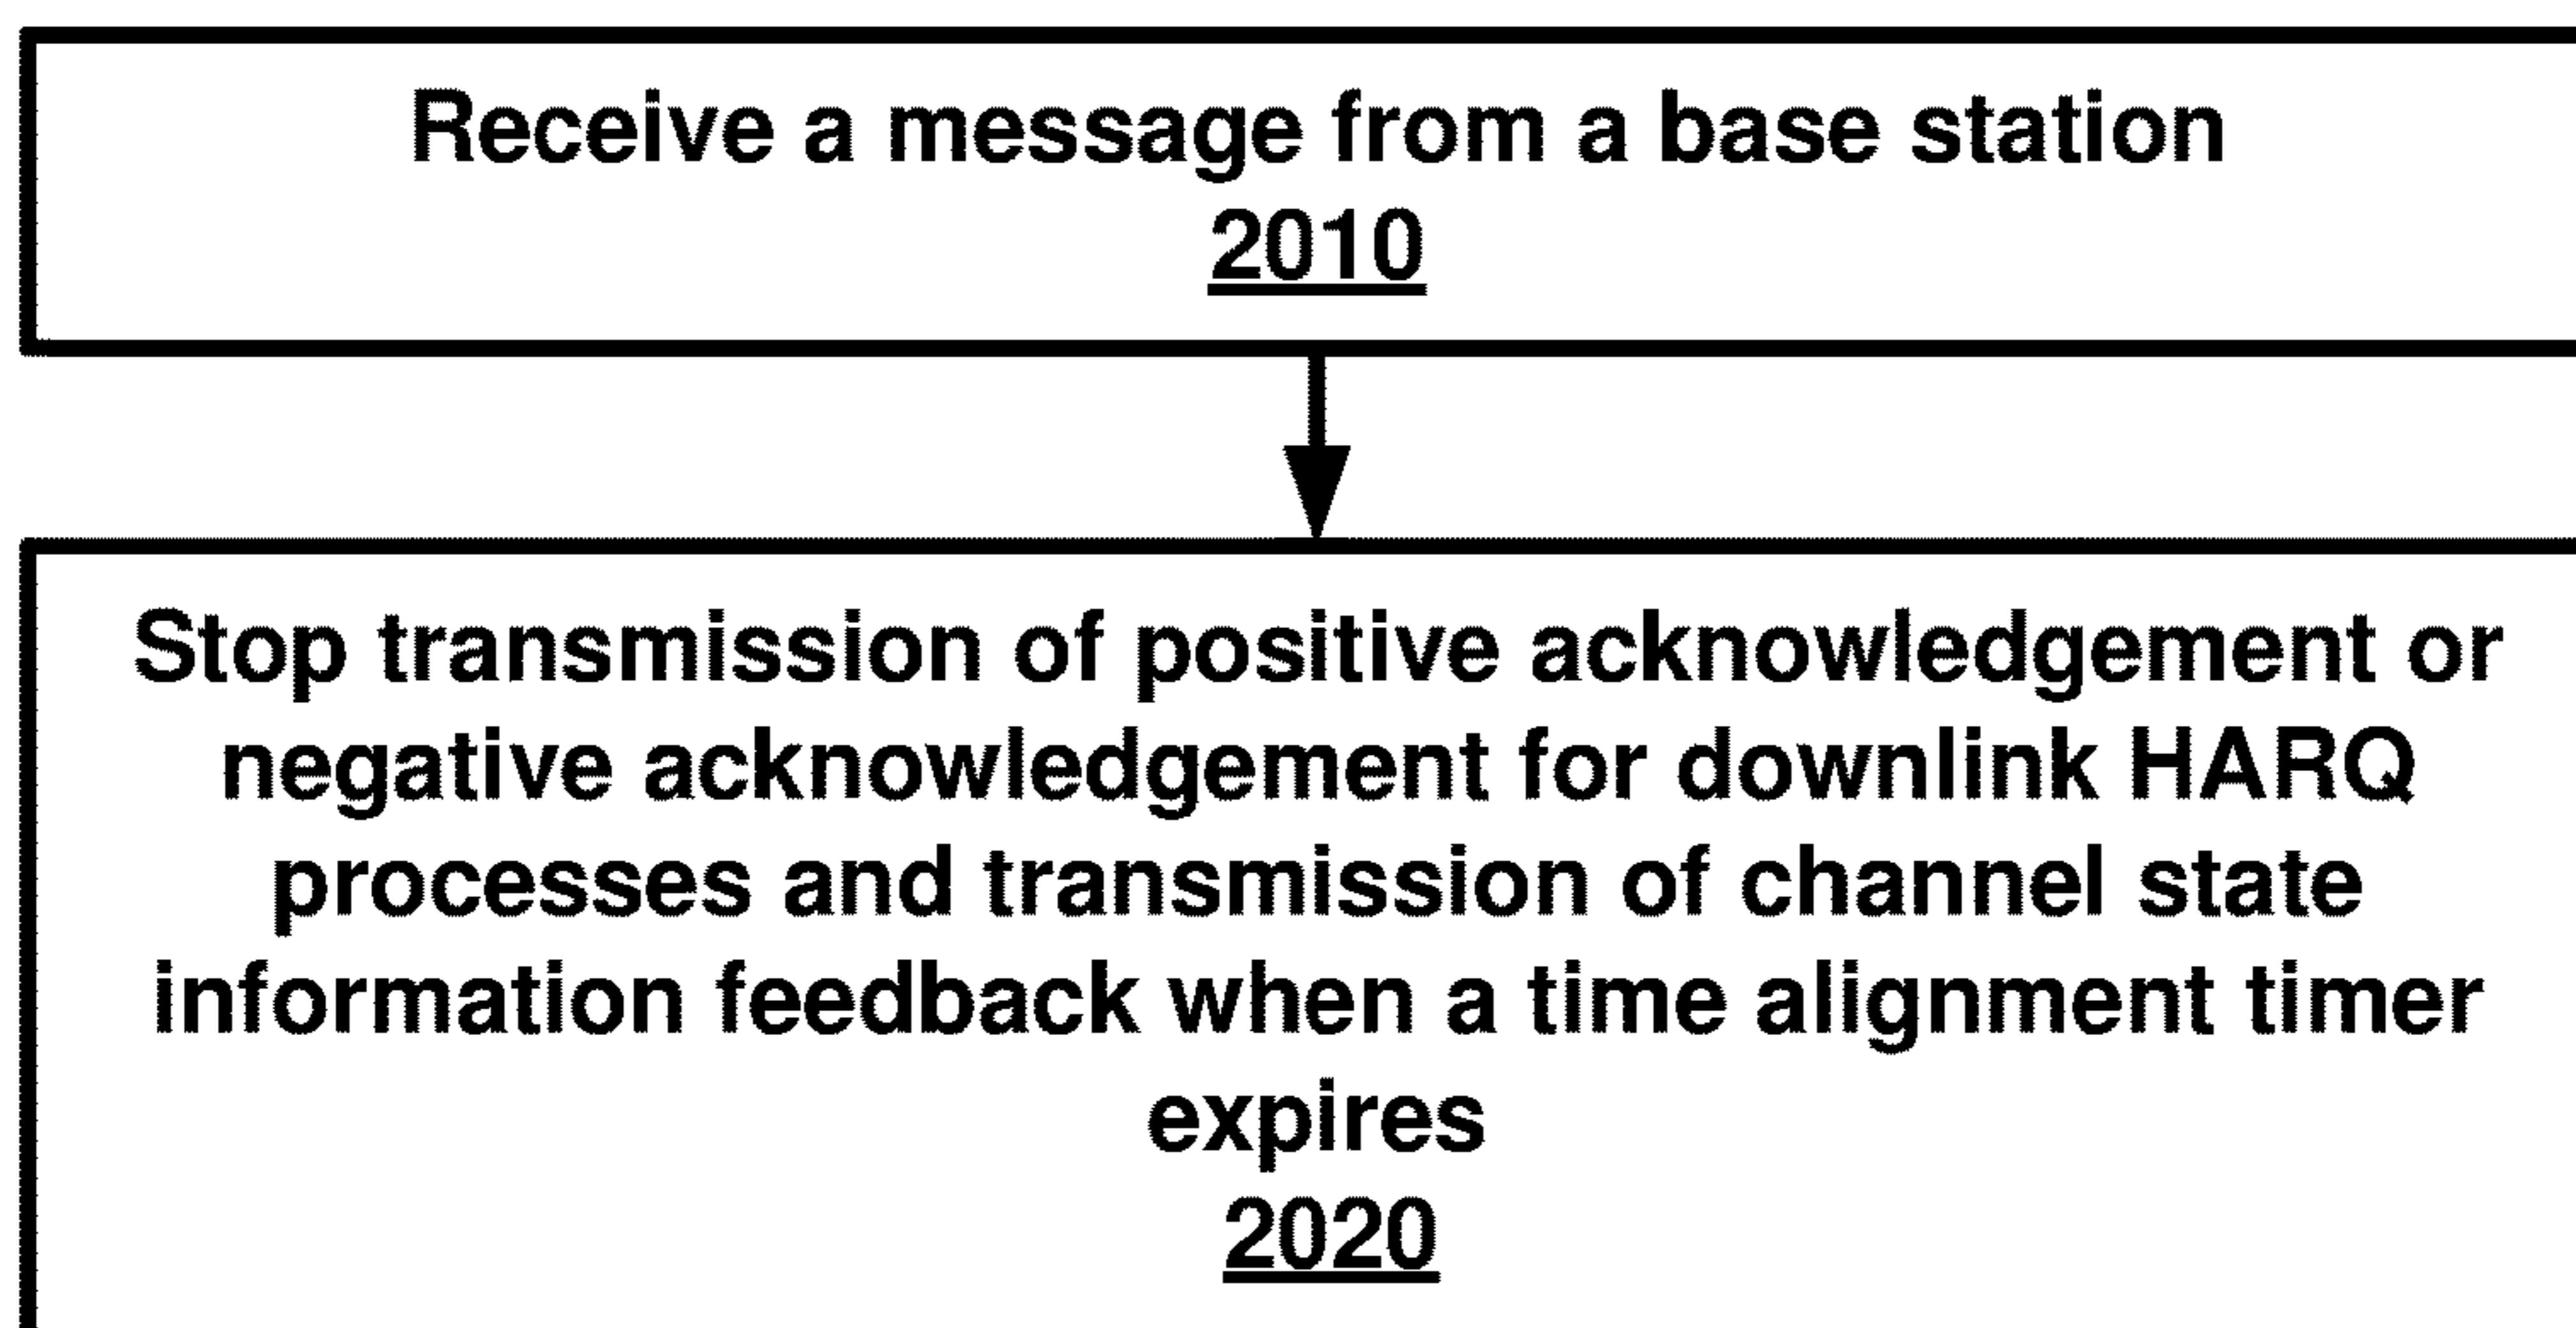 Receive a message from a base station
2010
Stop transmission of positive acknowledgement or
negative acknowledgement for downlink HARQ
processes and transmission of channel state
information feedback when a time alignment timer
expires
2020